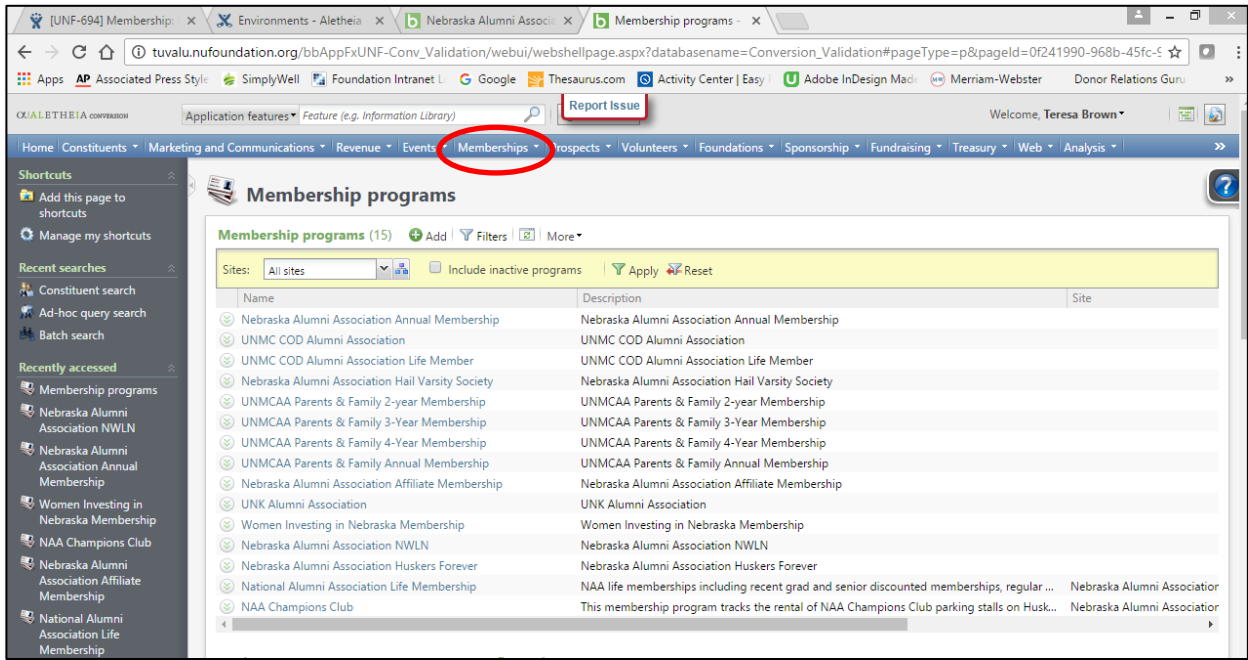 [UNF-694] Membership: × Environments - Aletheia × Nebraska Alumni Associa × Membership programs - ×
tuvalu.nufoundation.org/bbAppFxUNF-Conv_Validation/webui/webshellpage.aspx?databasename=Conversion_Validation#pageType=p&pageId=0f241990-968b-45fc-9
Apps AP Associated Press Style SimplyWell Foundation Intranet L G Google Thesaurus.com Activity Center | Easy Adobe InDesign Mad Merriam-Webster Donor Relations Guru »
ALETHEIA CONVERSION Application features Feature (e.g. Information Library) Report Issue Welcome, Teresa Brown
Home Constituents Marketing and Communications Revenue Events Memberships rospects Volunteers Foundations Sponsorship Fundraising Treasury Web Analysis »
Shortcuts
Add this page to
shortcuts
Manage my shortcuts
Recent searches
Constituent search
Ad-hoc query search
Batch search
Recently accessed
Membership programs
Nebraska Alumni
Association NWLN
Nebraska Alumni
Association Annual
Membership
Women Investing in
Nebraska Membership
NAA Champions Club
Nebraska Alumni
Association Affiliate
Membership
National Alumni
Association Life
Membership
Membership programs
?
Membership programs (15) Add Filters More
Sites: All sites Include inactive programs Apply Reset
Name Description Site
Nebraska Alumni Association Annual Membership Nebraska Alumni Association Annual Membership
UNMC COD Alumni Association UNMC COD Alumni Association
UNMC COD Alumni Association Life Member UNMC COD Alumni Association Life Member
Nebraska Alumni Association Hail Varsity Society Nebraska Alumni Association Hail Varsity Society
UNMCAA Parents & Family 2-year Membership UNMCAA Parents & Family 2-year Membership
UNMCAA Parents & Family 3-Year Membership UNMCAA Parents & Family 3-Year Membership
UNMCAA Parents & Family 4-Year Membership UNMCAA Parents & Family 4-Year Membership
UNMCAA Parents & Family Annual Membership UNMCAA Parents & Family Annual Membership
Nebraska Alumni Association Affiliate Membership Nebraska Alumni Association Affiliate Membership
UNK Alumni Association UNK Alumni Association
Women Investing in Nebraska Membership Women Investing in Nebraska Membership
Nebraska Alumni Association NWLN Nebraska Alumni Association NWLN
Nebraska Alumni Association Huskers Forever Nebraska Alumni Association Huskers Forever
National Alumni Association Life Membership NAA life memberships including recent grad and senior discounted memberships, regular ... Nebraska Alumni Association
NAA Champions Club This membership program tracks the rental of NAA Champions Club parking stalls on Husk... Nebraska Alumni Association